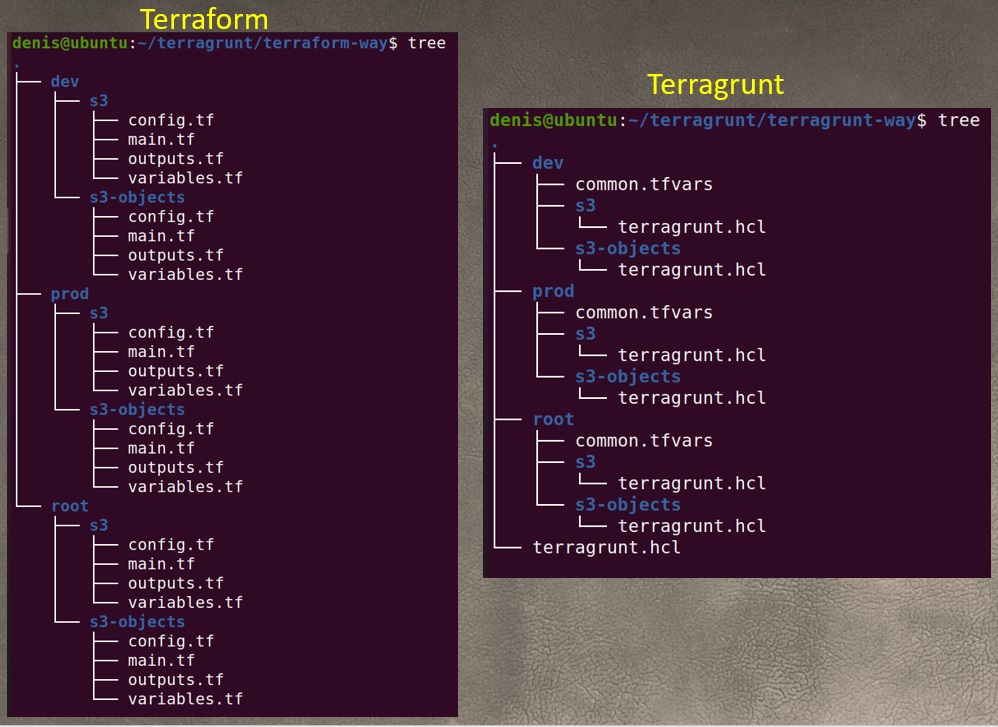 Terraform
denis@ubuntu:~/terragrunt/terraform-way$ tree
.
├── dev
│   ├── s3
│   │   ├── config.tf
│   │   ├── main.tf
│   │   ├── outputs.tf
│   │   └── variables.tf
│   └── s3-objects
│       ├── config.tf
│       ├── main.tf
│       ├── outputs.tf
│       └── variables.tf
├── prod
│   ├── s3
│   │   ├── config.tf
│   │   ├── main.tf
│   │   ├── outputs.tf
│   │   └── variables.tf
│   └── s3-objects
│       ├── config.tf
│       ├── main.tf
│       ├── outputs.tf
│       └── variables.tf
└── root
    ├── s3
    │   ├── config.tf
    │   ├── main.tf
    │   ├── outputs.tf
    │   └── variables.tf
    └── s3-objects
        ├── config.tf
        ├── main.tf
        ├── outputs.tf
        └── variables.tf
Terragrunt
denis@ubuntu:~/terragrunt/terragrunt-way$ tree
.
├── dev
│   ├── common.tfvars
│   ├── s3
│   │   └── terragrunt.hcl
│   └── s3-objects
│       └── terragrunt.hcl
├── prod
│   ├── common.tfvars
│   ├── s3
│   │   └── terragrunt.hcl
│   └── s3-objects
│       └── terragrunt.hcl
├── root
│   ├── common.tfvars
│   ├── s3
│   │   └── terragrunt.hcl
│   └── s3-objects
│       └── terragrunt.hcl
└── terragrunt.hcl